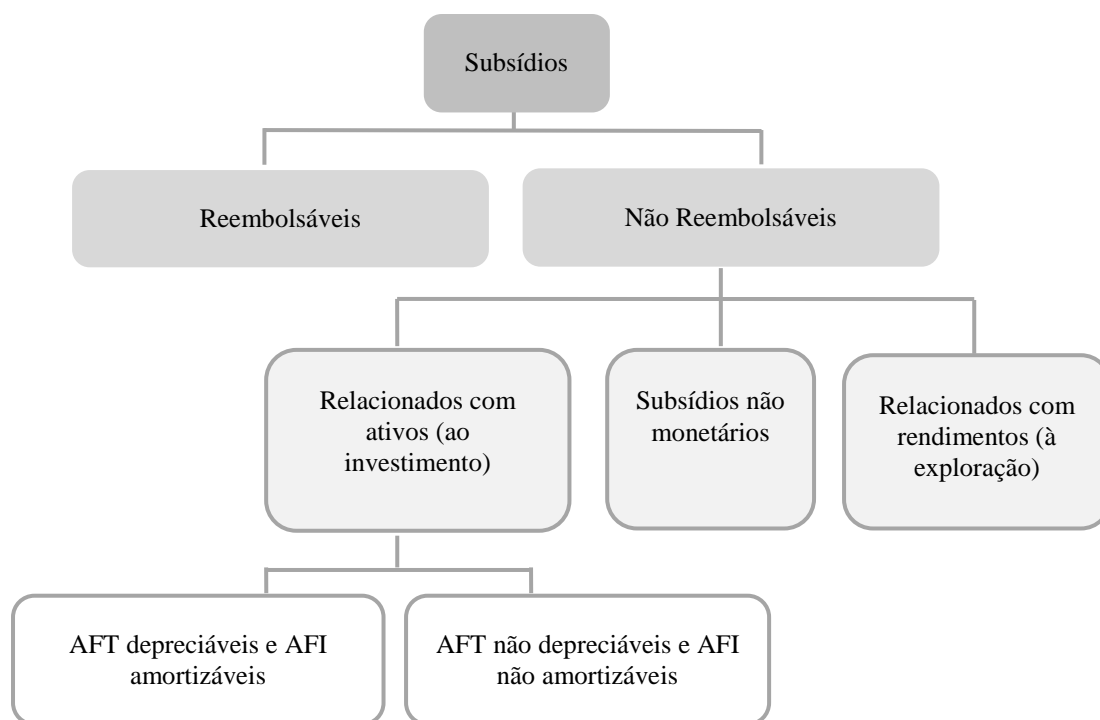 Subsídios
Reembolsáveis
Não Reembolsáveis
Relacionados com
ativos (ao
investimento)
Subsídios não
monetários
Relacionados com
rendimentos (à
exploração)
AFT depreciáveis e AFI
amortizáveis
AFT não depreciáveis e AFI
não amortizáveis